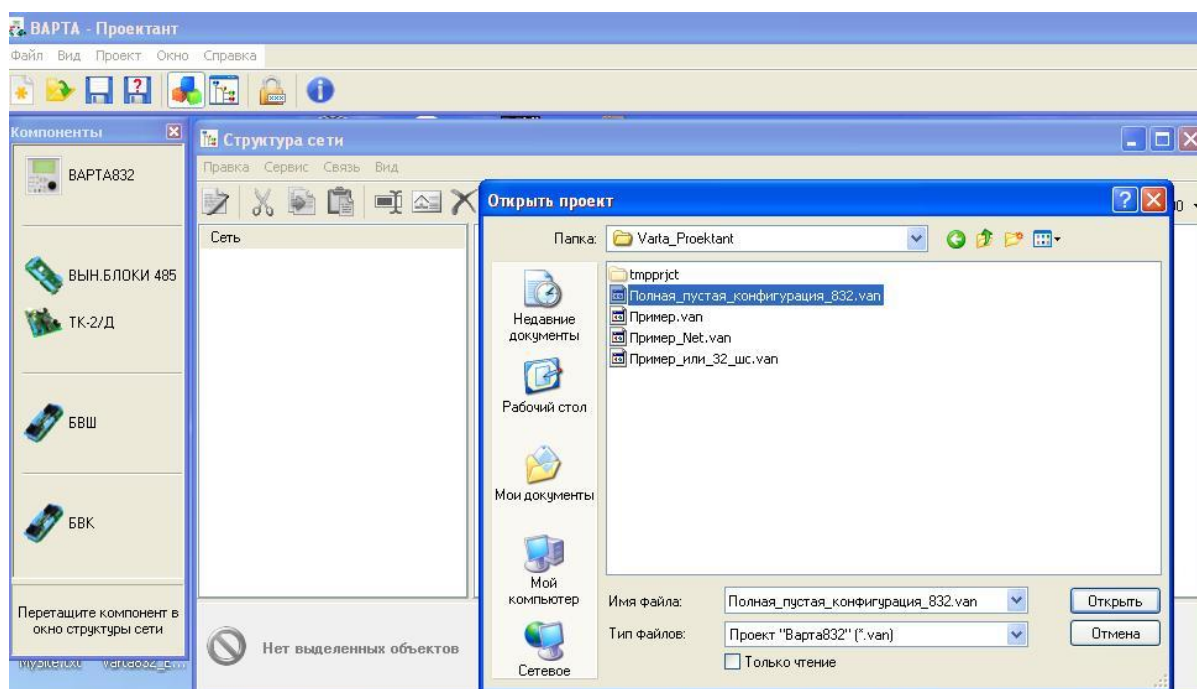 ВАРТА - Проектант
Файл Вид Проект Окно Справка
Компоненты
ВАРТА832
ВЫН.БЛОКИ 485
ТК-2/Д
БВШ
БВК
Перетащите компонент в
окно структуры сети
Структура сети
Правка Сервис Связь Вид
Сеть
Нет выделенных объектов
Открыть проект
Папка: Varta_Proektant
Недавние
документы
Рабочий стол
Мои документы
Мой
компьютер
Сетевое
tmpprjct
Полная_пустая_конфигурация_832.van
Пример.van
Пример_Net.van
Пример_или_32_шс.van
Имя файла: Полная_пустая_конфигурация_832.van Открыть
Тип файлов: Проект "Варта832" (*.van) Отмена
Только чтение